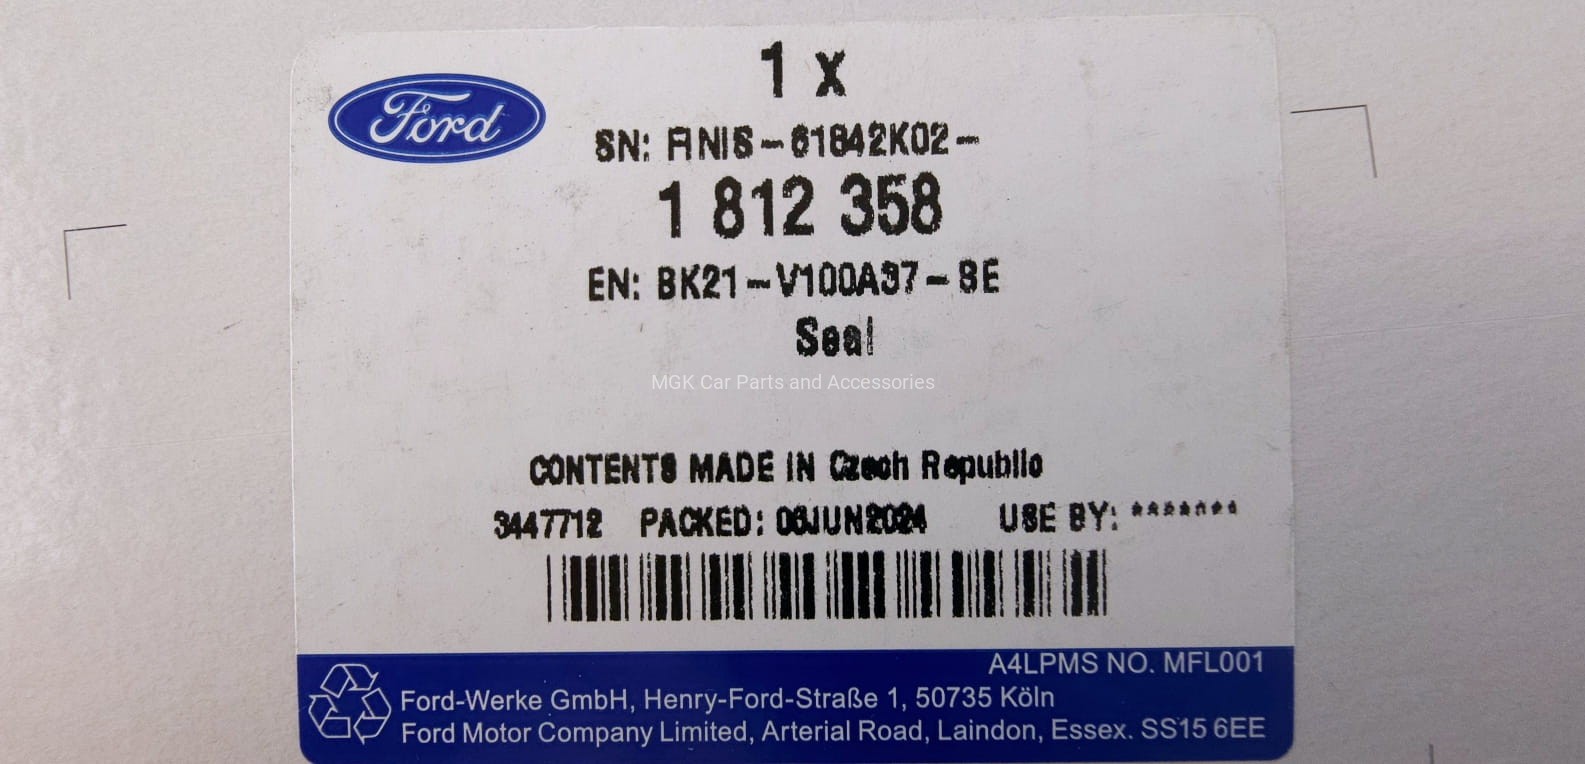 1 x
Ford
SN: FINIS-61842K02-
1 812 358
EN: BK21-V100A37-BE
Seal
MGK Car Parts and Accessories
CONTENTS MADE IN Czech Republic
3447712 PACKED: 06JUN2024 USE BY: *******
A4LPMS NO. MFL001
Ford-Werke GmbH, Henry-Ford-Straße 1, 50735 Köln
Ford Motor Company Limited, Arterial Road, Laindon, Essex. SS15 6EE